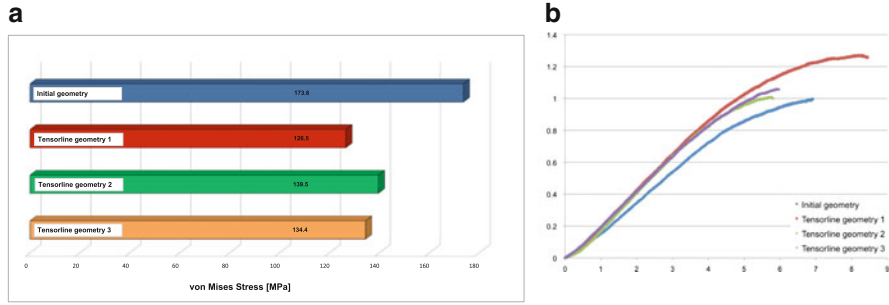 a
Initial geometry 173.8
Tensorline geometry 1 126.5
Tensorline geometry 2 139.5
Tensorline geometry 3 134.4
0 20 40 60 80 100 120 140 160 180
von Mises Stress [MPa]
b
1.4
1.2
1
0.8
0.6
0.4
0.2
0
0 1 2 3 4 5 6 7 8 9
Initial geometry
Tensorline geometry 1
Tensorline geometry 2
Tensorline geometry 3